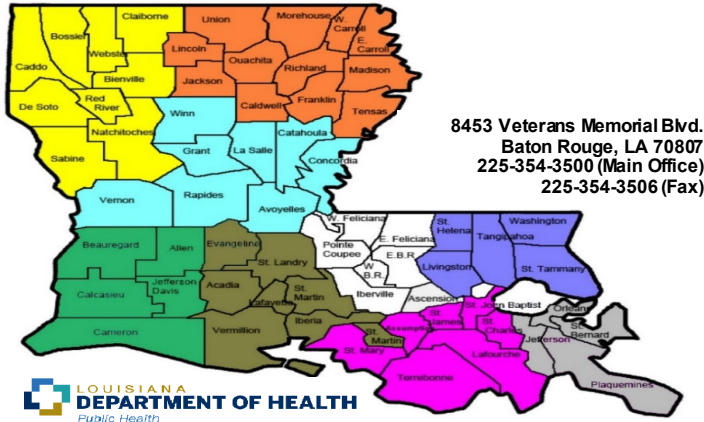 Claiborne
Union
Morehouse
W.
Carroll
Bossier
Webster
Lincoln
E.
Carroll
Caddo
Ouachita
Richland
Madison
Bienville
Jackson
De Soto
Red
River
Caldwell
Franklin
Tensas
Natchitoches
Winn
Catahoula
Sabine
Grant
La Salle
Concordia
8453 Veterans Memorial Blvd.
Baton Rouge, LA 70807
225-354-3500 (Main Office)
225-354-3506 (Fax)
Vernon
Rapides
Avoyelles
W. Feliciana
St.
Helena
Washington
Tangipahoa
Beauregard
Allen
Evangeline
Pointe
Coupee
E. Feliciana
E.B.R.
St. Landry
W
B.R.
Livingston
St. Tammany
Calcasieu
Jefferson
Davis
Acadia
St.
Martin
Iberville
Ascension
St. John Baptist
Lafayette
Orleans
Cameron
Vermillion
Iberia
Assumption
St.
James
St.
Charles
St.
Bernard
Jefferson
St.
Martin
St. Mary
Lafourche
Terrebonne
Plaquemines
LOUISIANA
DEPARTMENT OF HEALTH
Public Health